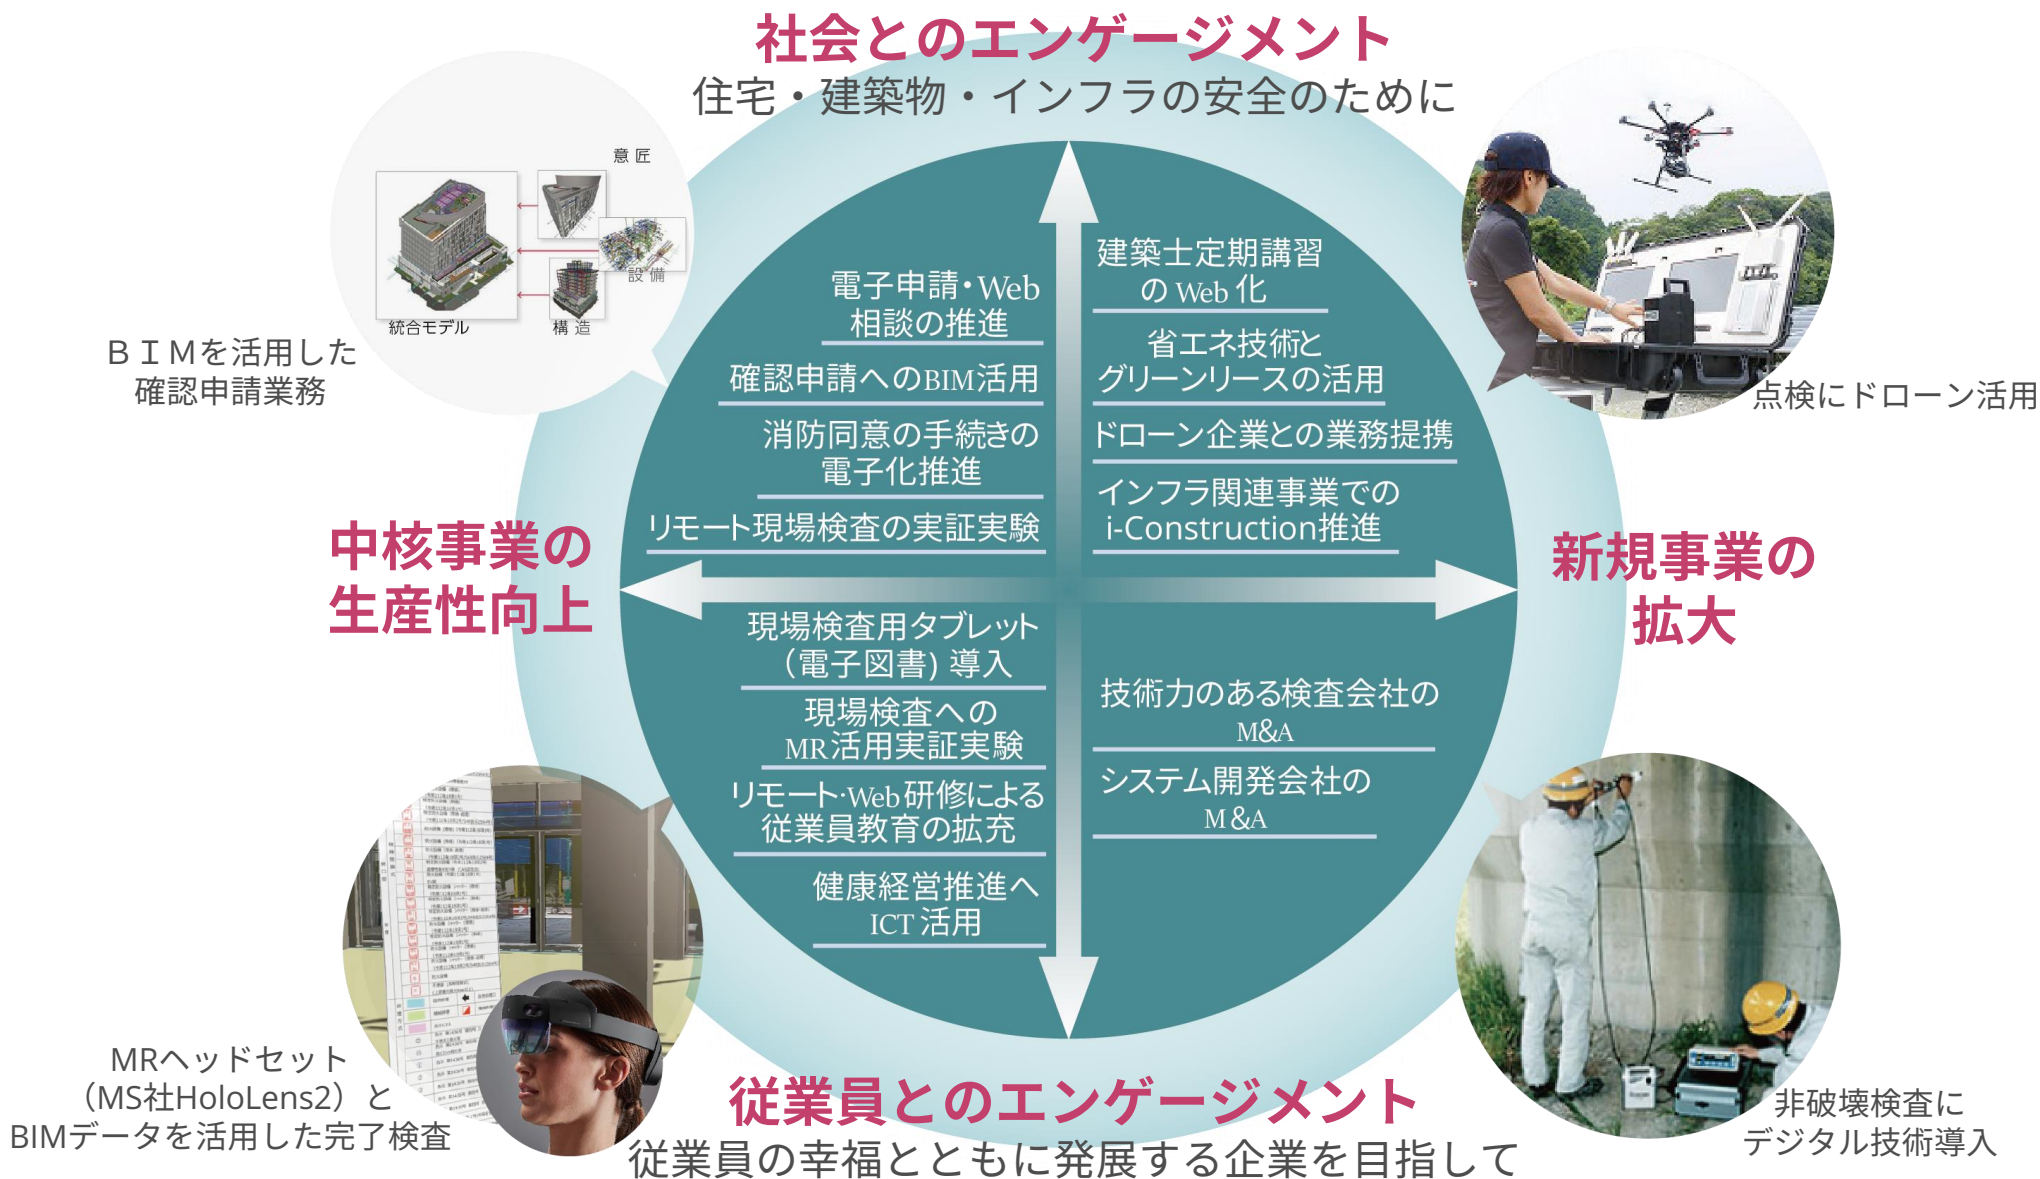 社会とのエンゲージメント
住宅・建築物・インフラの安全のために
意匠
設備
統合モデル
構造
ＢＩＭを活用した
確認申請業務
点検にドローン活用
電子申請・Web
相談の推進
確認申請へのBIM活用
消防同意の手続きの
電子化推進
リモート現場検査の実証実験
建築士定期講習
のWeb化
省エネ技術と
グリーンリースの活用
ドローン企業との業務提携
インフラ関連事業での
i-Construction推進
中核事業の
生産性向上
新規事業の
拡大
現場検査用タブレット
（電子図書) 導入
現場検査への
MR活用実証実験
リモート・Web研修による
従業員教育の拡充
健康経営推進へ
ICT活用
技術力のある検査会社の
M&A
システム開発会社の
M&A
MRヘッドセット
（MS社HoloLens2）と
BIMデータを活用した完了検査
非破壊検査に
デジタル技術導入
従業員とのエンゲージメント
従業員の幸福とともに発展する企業を目指して